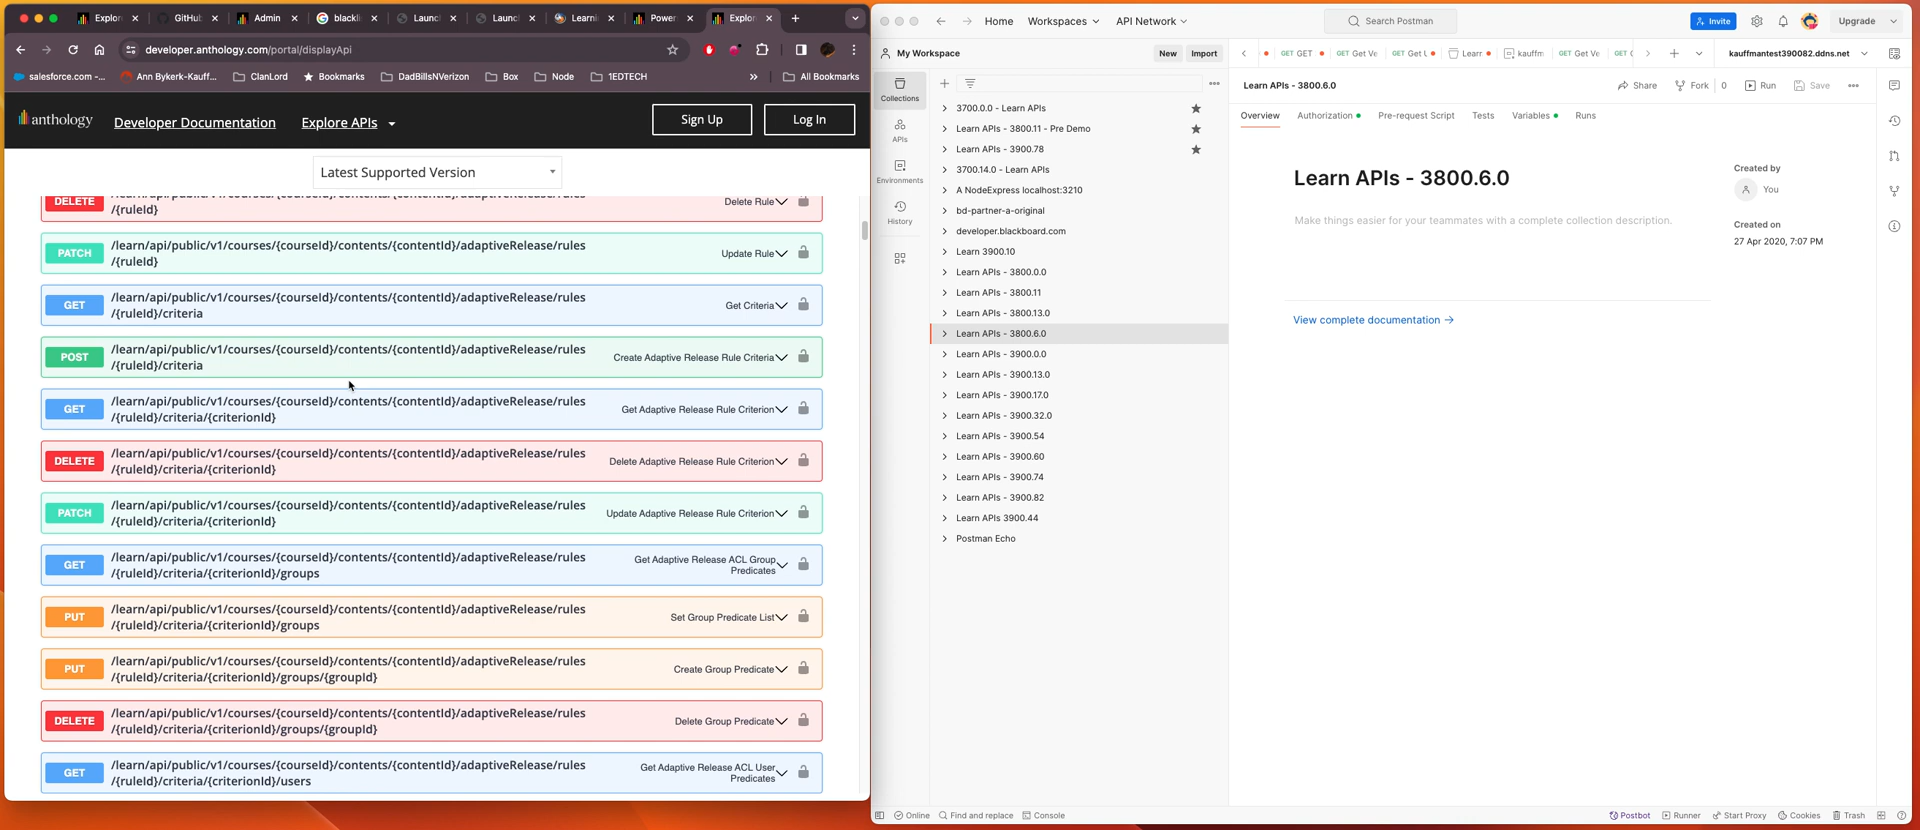 Explor
GitHub
Admin
blackli
Launc
Launc
Learni
Power
Explor
developer.anthology.com/portal/displayApi
salesforce.com -...
Ann Bykerk-Kauff...
ClanLord
Bookmarks
DadBillsNVerizon
Box
Node
1EDTECH
»
All Bookmarks
anthology
Developer Documentation
Explore APIs
Sign Up
Log In
Latest Supported Version
DELETE
/{ruleId}
Delete Rule
PATCH
/learn/api/public/v1/courses/{courseId}/contents/{contentId}/adaptiveRelease/rules
/{ruleId}
Update Rule
GET
/learn/api/public/v1/courses/{courseId}/contents/{contentId}/adaptiveRelease/rules
/{ruleId}/criteria
Get Criteria
POST
/learn/api/public/v1/courses/{courseId}/contents/{contentId}/adaptiveRelease/rules
/{ruleId}/criteria
Create Adaptive Release Rule Criteria
GET
/learn/api/public/v1/courses/{courseId}/contents/{contentId}/adaptiveRelease/rules
/{ruleId}/criteria/{criterionId}
Get Adaptive Release Rule Criterion
DELETE
/learn/api/public/v1/courses/{courseId}/contents/{contentId}/adaptiveRelease/rules
/{ruleId}/criteria/{criterionId}
Delete Adaptive Release Rule Criterion
PATCH
/learn/api/public/v1/courses/{courseId}/contents/{contentId}/adaptiveRelease/rules
/{ruleId}/criteria/{criterionId}
Update Adaptive Release Rule Criterion
GET
/learn/api/public/v1/courses/{courseId}/contents/{contentId}/adaptiveRelease/rules
/{ruleId}/criteria/{criterionId}/groups
Get Adaptive Release ACL Group
Predicates
PUT
/learn/api/public/v1/courses/{courseId}/contents/{contentId}/adaptiveRelease/rules
/{ruleId}/criteria/{criterionId}/groups
Set Group Predicate List
PUT
/learn/api/public/v1/courses/{courseId}/contents/{contentId}/adaptiveRelease/rules
/{ruleId}/criteria/{criterionId}/groups/{groupId}
Create Group Predicate
DELETE
/learn/api/public/v1/courses/{courseId}/contents/{contentId}/adaptiveRelease/rules
/{ruleId}/criteria/{criterionId}/groups/{groupId}
Delete Group Predicate
GET
/learn/api/public/v1/courses/{courseId}/contents/{contentId}/adaptiveRelease/rules
/{ruleId}/criteria/{criterionId}/users
Get Adaptive Release ACL User
Predicates
Home
Workspaces
API Network
Search Postman
Invite
Upgrade
My Workspace
New
Import
GET GET
GET Get Ve
GET Get L
Learn
kauffm
GET Get Ve
GET
kauffmantest390082.ddns.net
Collections
APIs
Environments
History
3700.0.0 - Learn APIs
Learn APIs - 3800.11 - Pre Demo
Learn APIs - 3900.78
3700.14.0 - Learn APIs
A NodeExpress localhost:3210
bd-partner-a-original
developer.blackboard.com
Learn 3900.10
Learn APIs - 3800.0.0
Learn APIs - 3800.11
Learn APIs - 3800.13.0
Learn APIs - 3800.6.0
Learn APIs - 3900.0.0
Learn APIs - 3900.13.0
Learn APIs - 3900.17.0
Learn APIs - 3900.32.0
Learn APIs - 3900.54
Learn APIs - 3900.60
Learn APIs - 3900.74
Learn APIs - 3900.82
Learn APIs 3900.44
Postman Echo
Learn APIs - 3800.6.0
Share
Fork
0
Run
Save
Overview
Authorization
Pre-request Script
Tests
Variables
Runs
Learn APIs - 3800.6.0
Make things easier for your teammates with a complete collection description.
View complete documentation →
Created by
You
Created on
27 Apr 2020, 7:07 PM
Online
Find and replace
Console
Postbot
Runner
Start Proxy
Cookies
Trash